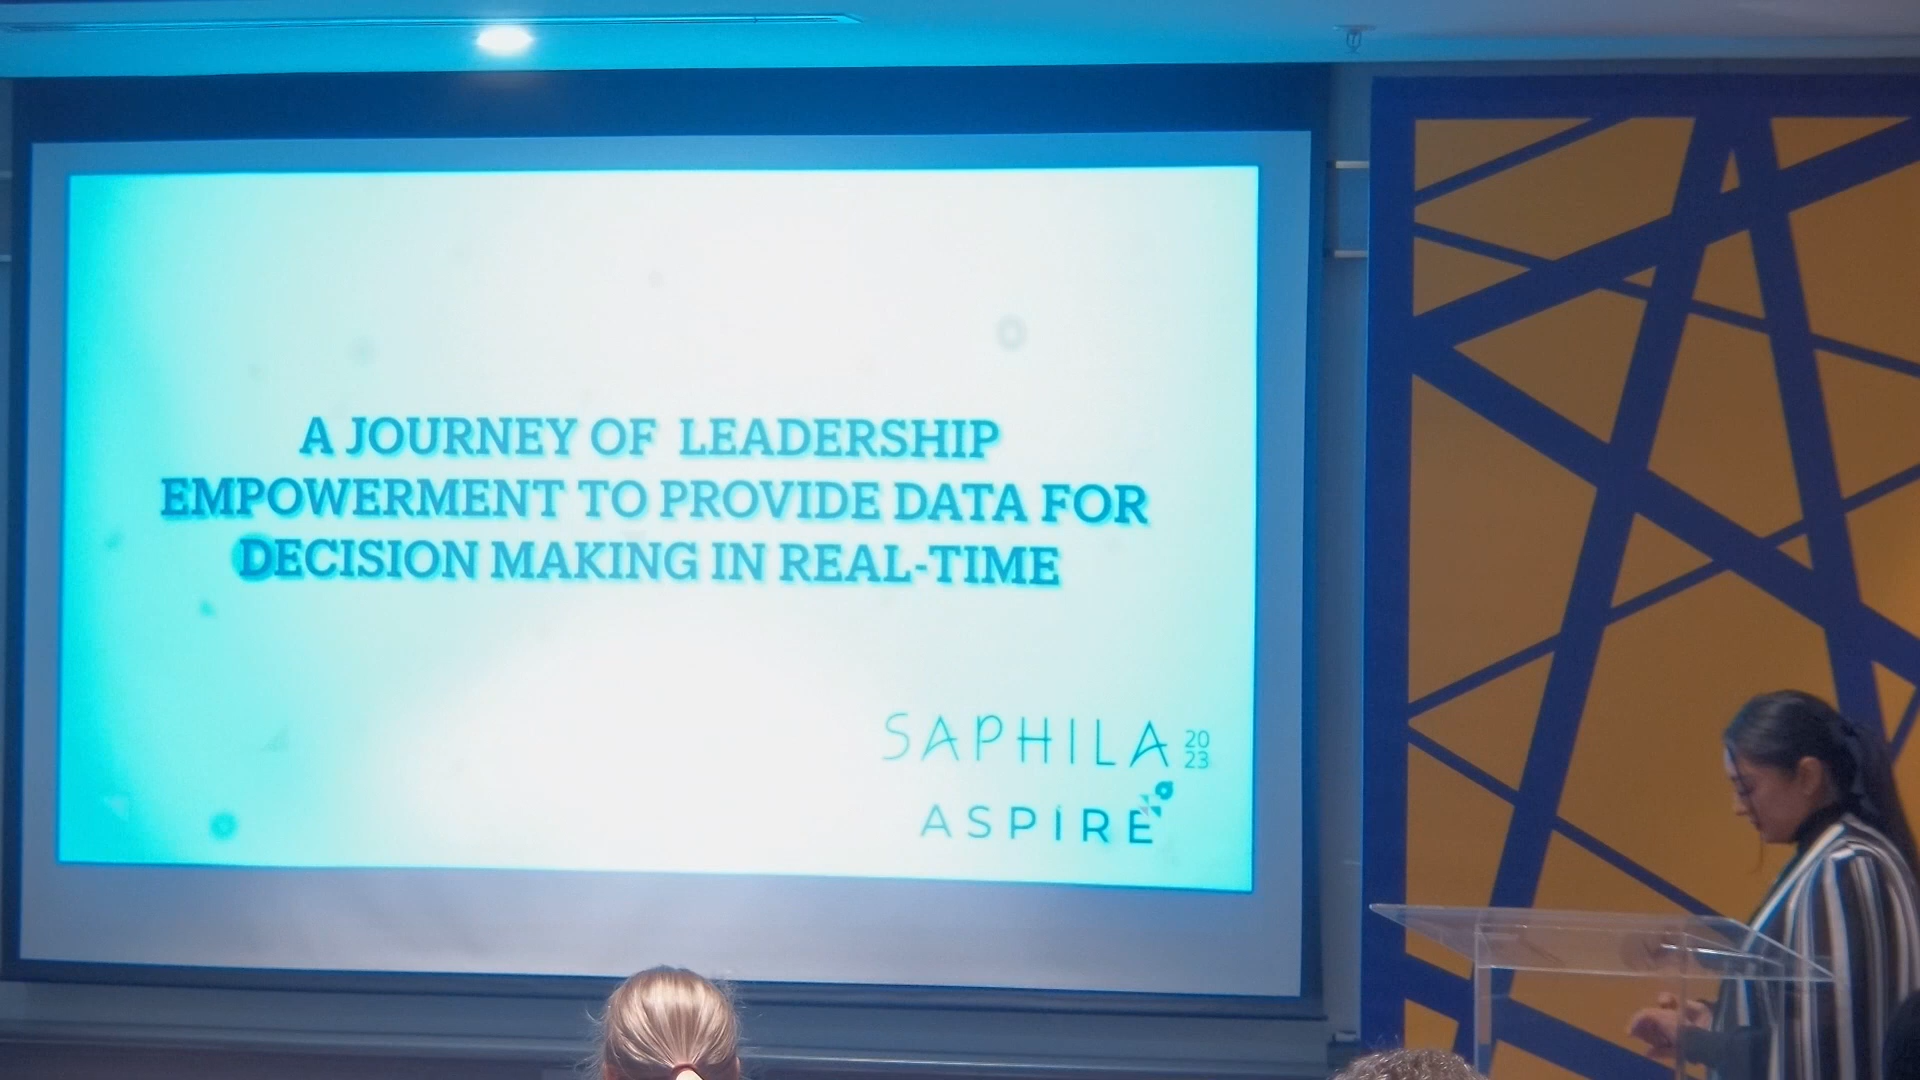 A JOURNEY OF LEADERSHIP
EMPOWERMENT TO PROVIDE DATA FOR
DECISION MAKING IN REAL-TIME
SAPHILA 20
23
ASPIRE